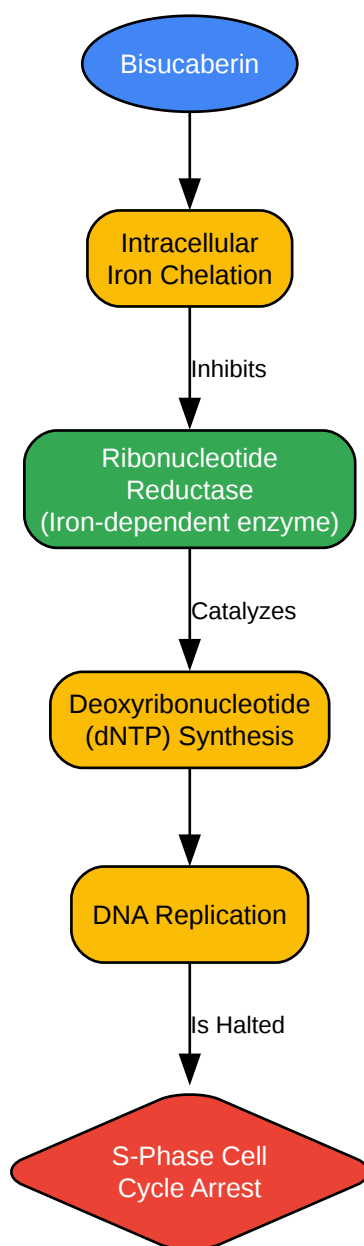 Bisucaberin
Intracellular
Iron Chelation
Inhibits
Ribonucleotide
Reductase
(Iron-dependent enzyme)
Catalyzes
Deoxyribonucleotide
(dNTP) Synthesis
DNA Replication
Is Halted
S-Phase Cell
Cycle Arrest